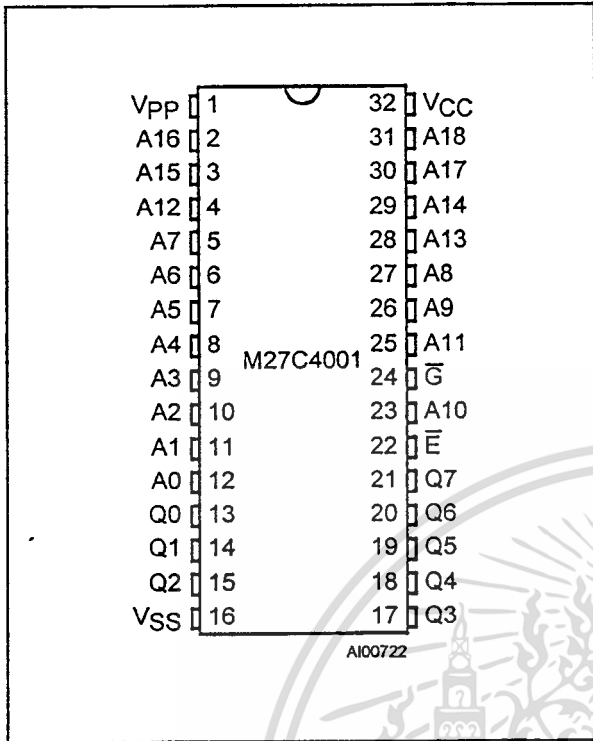 VPP 1 32 VCC
A16 2 31 A18
A15 3 30 A17
A12 4 29 A14
A7 5 28 A13
A6 6 27 A8
A5 7 26 A9
A4 8 25 A11
M27C4001
A3 9 24 G̅
A2 10 23 A10
A1 11 22 E̅
A0 12 21 Q7
Q0 13 20 Q6
Q1 14 19 Q5
Q2 15 18 Q4
VSS 16 17 Q3
AI00722